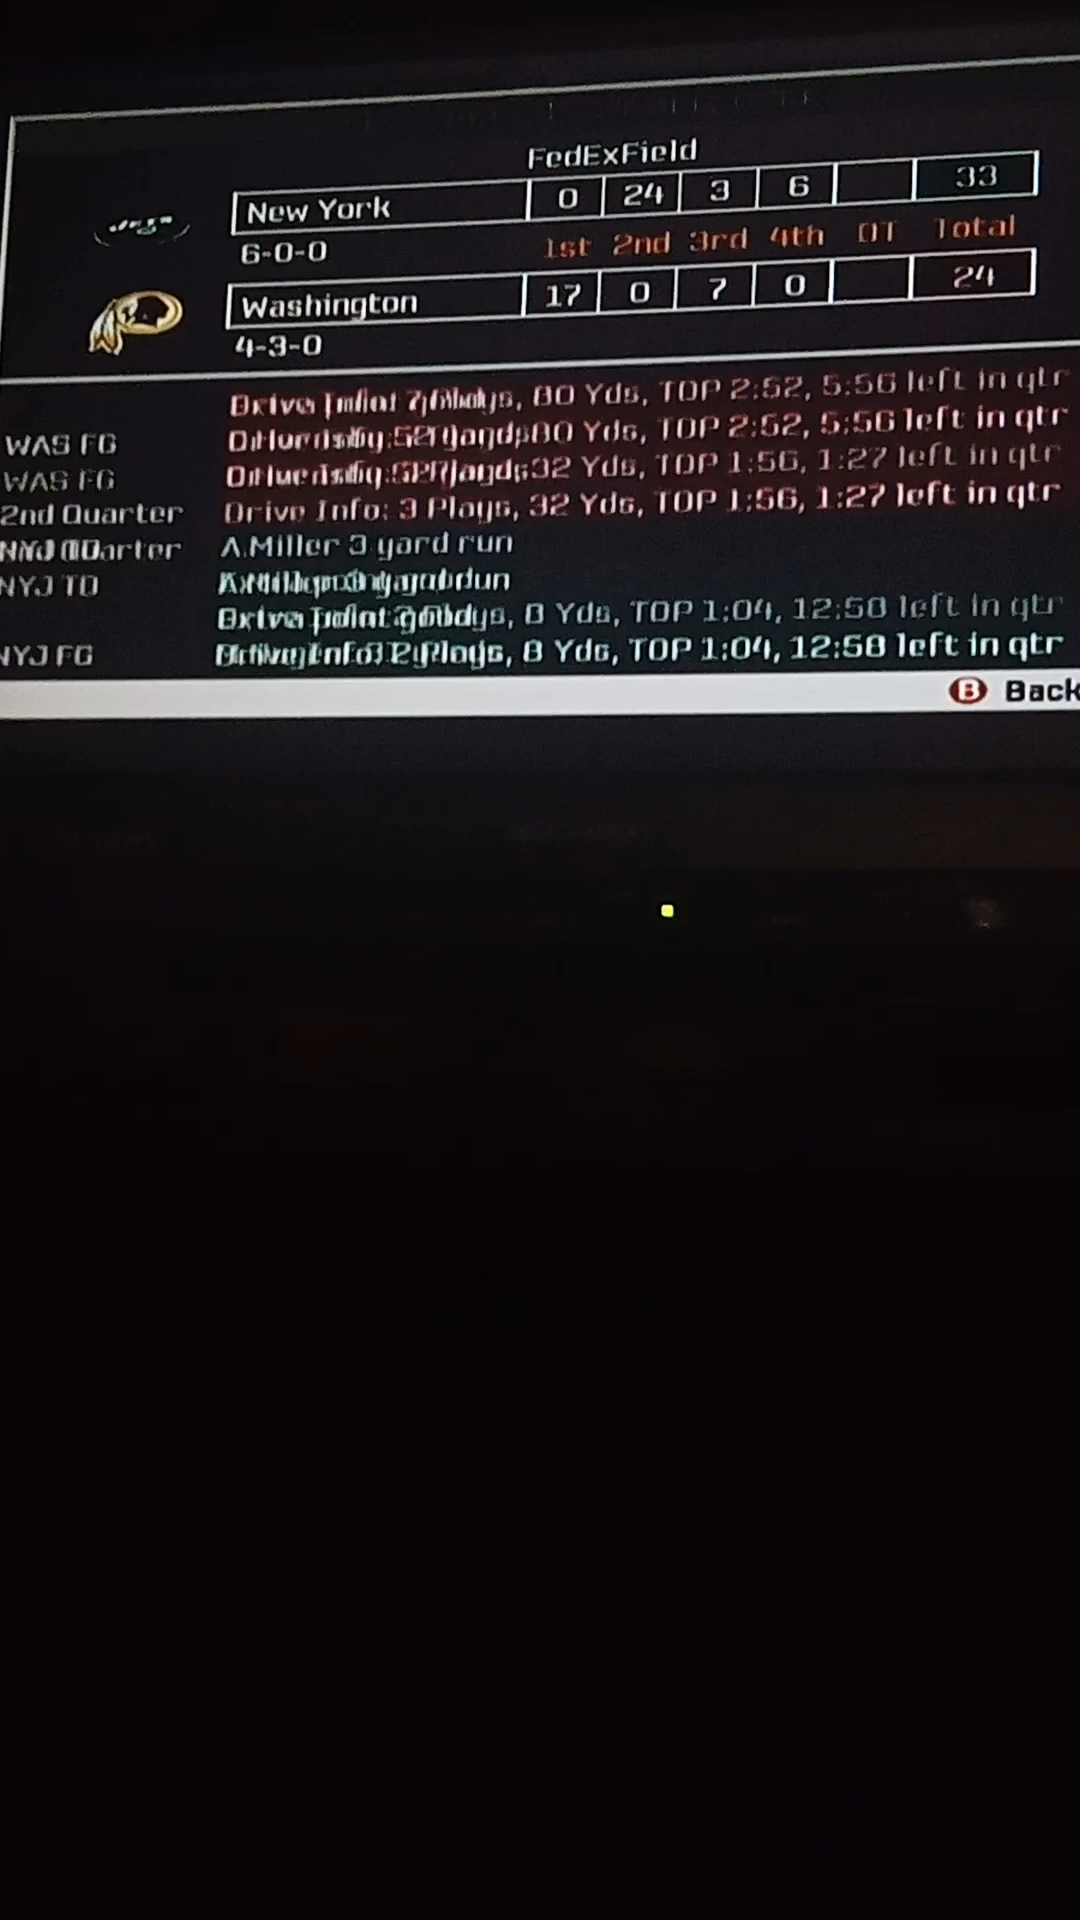 FedExField
New York 0 24 3 6 33
6-0-0 1st 2nd 3rd 4th OT Total
Washington 17 0 7 0 24
4-3-0
80 Yds, TOP 2:52, 5:56 left in qtr
WAS FG 80 Yds, TOP 2:52, 5:56 left in qtr
WAS FG 32 Yds, TOP 1:56, 1:27 left in qtr
2nd Quarter Drive Info: 3 Plays, 32 Yds, TOP 1:56, 1:27 left in qtr
A.Miller 3 yard run
NYJ TD
8 Yds, TOP 1:04, 12:58 left in qtr
NYJ FG 8 Yds, TOP 1:04, 12:58 left in qtr
B Back